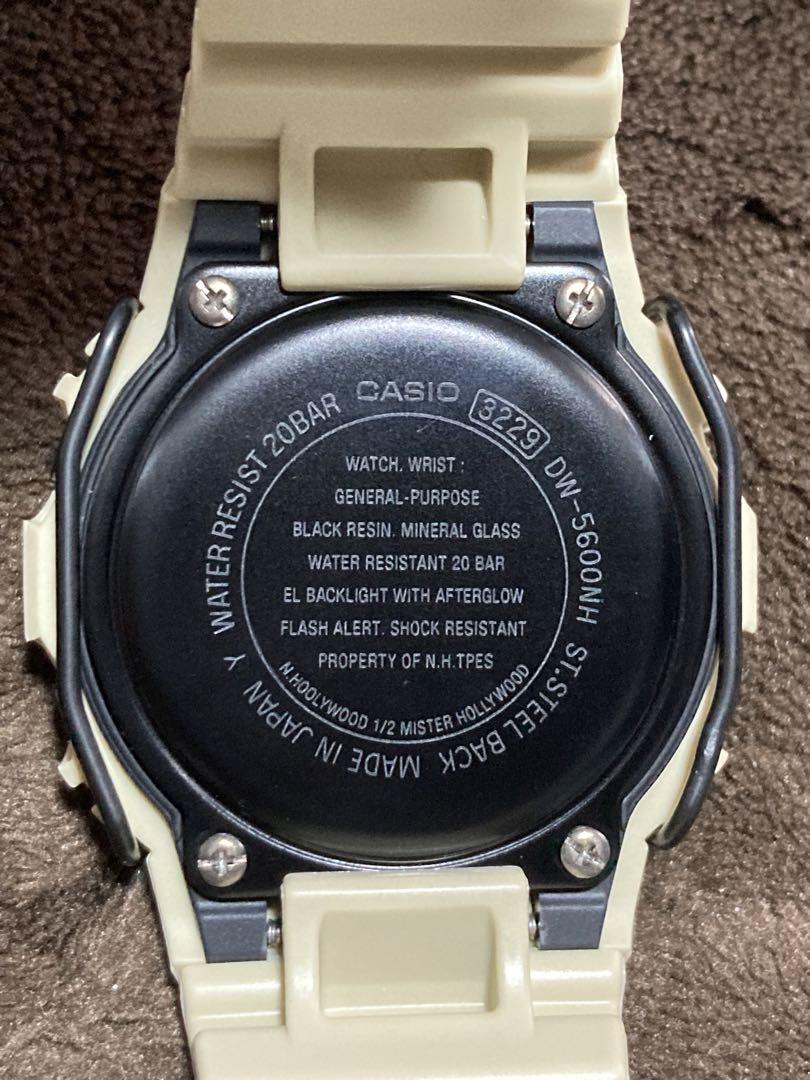 CASIO 3229 DW-5600NH ST.STEEL BACK MADE IN JAPAN Y WATER RESIST 20BAR
WATCH. WRIST :
GENERAL-PURPOSE
BLACK RESIN. MINERAL GLASS
WATER RESISTANT 20 BAR
EL BACKLIGHT WITH AFTERGLOW
FLASH ALERT. SHOCK RESISTANT
PROPERTY OF N.H.TPES
N.HOOLYWOOD 1/2 MISTER HOLLYWOOD